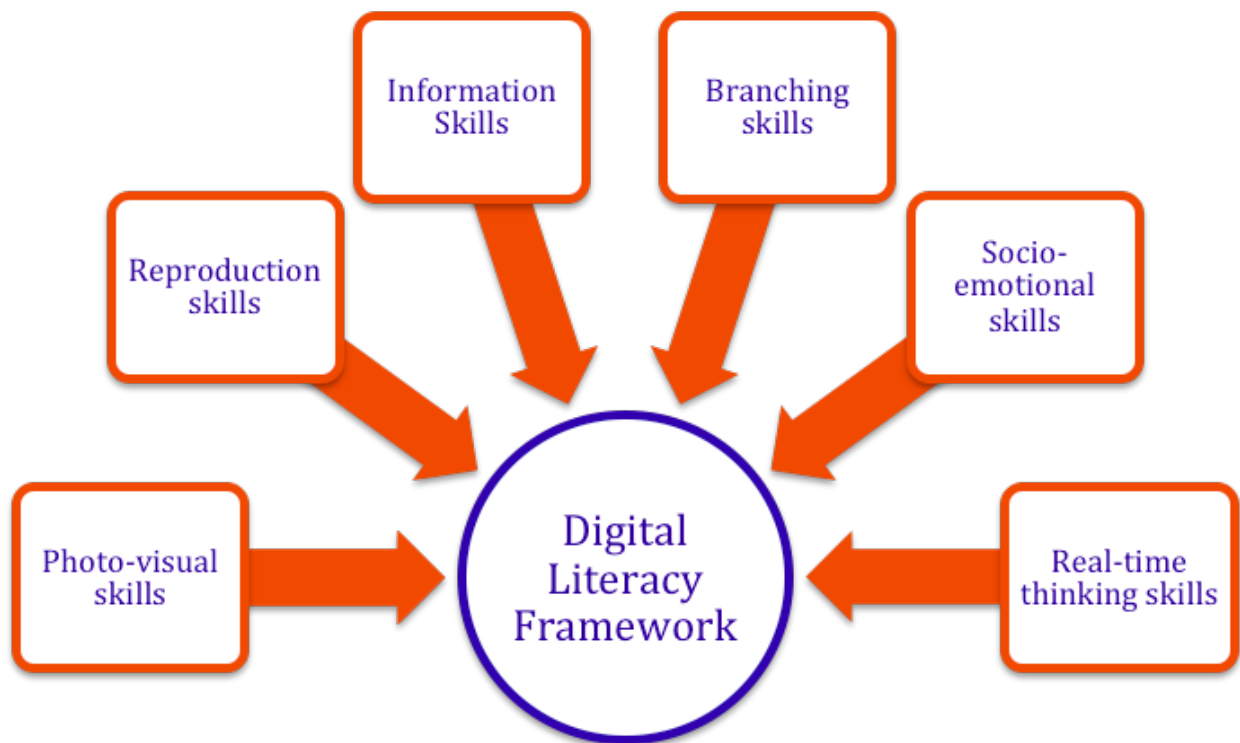 Information
Skills
Branching
skills
Reproduction
skills
Socio-
emotional
skills
Photo-visual
skills
Digital
Literacy
Framework
Real-time
thinking skills